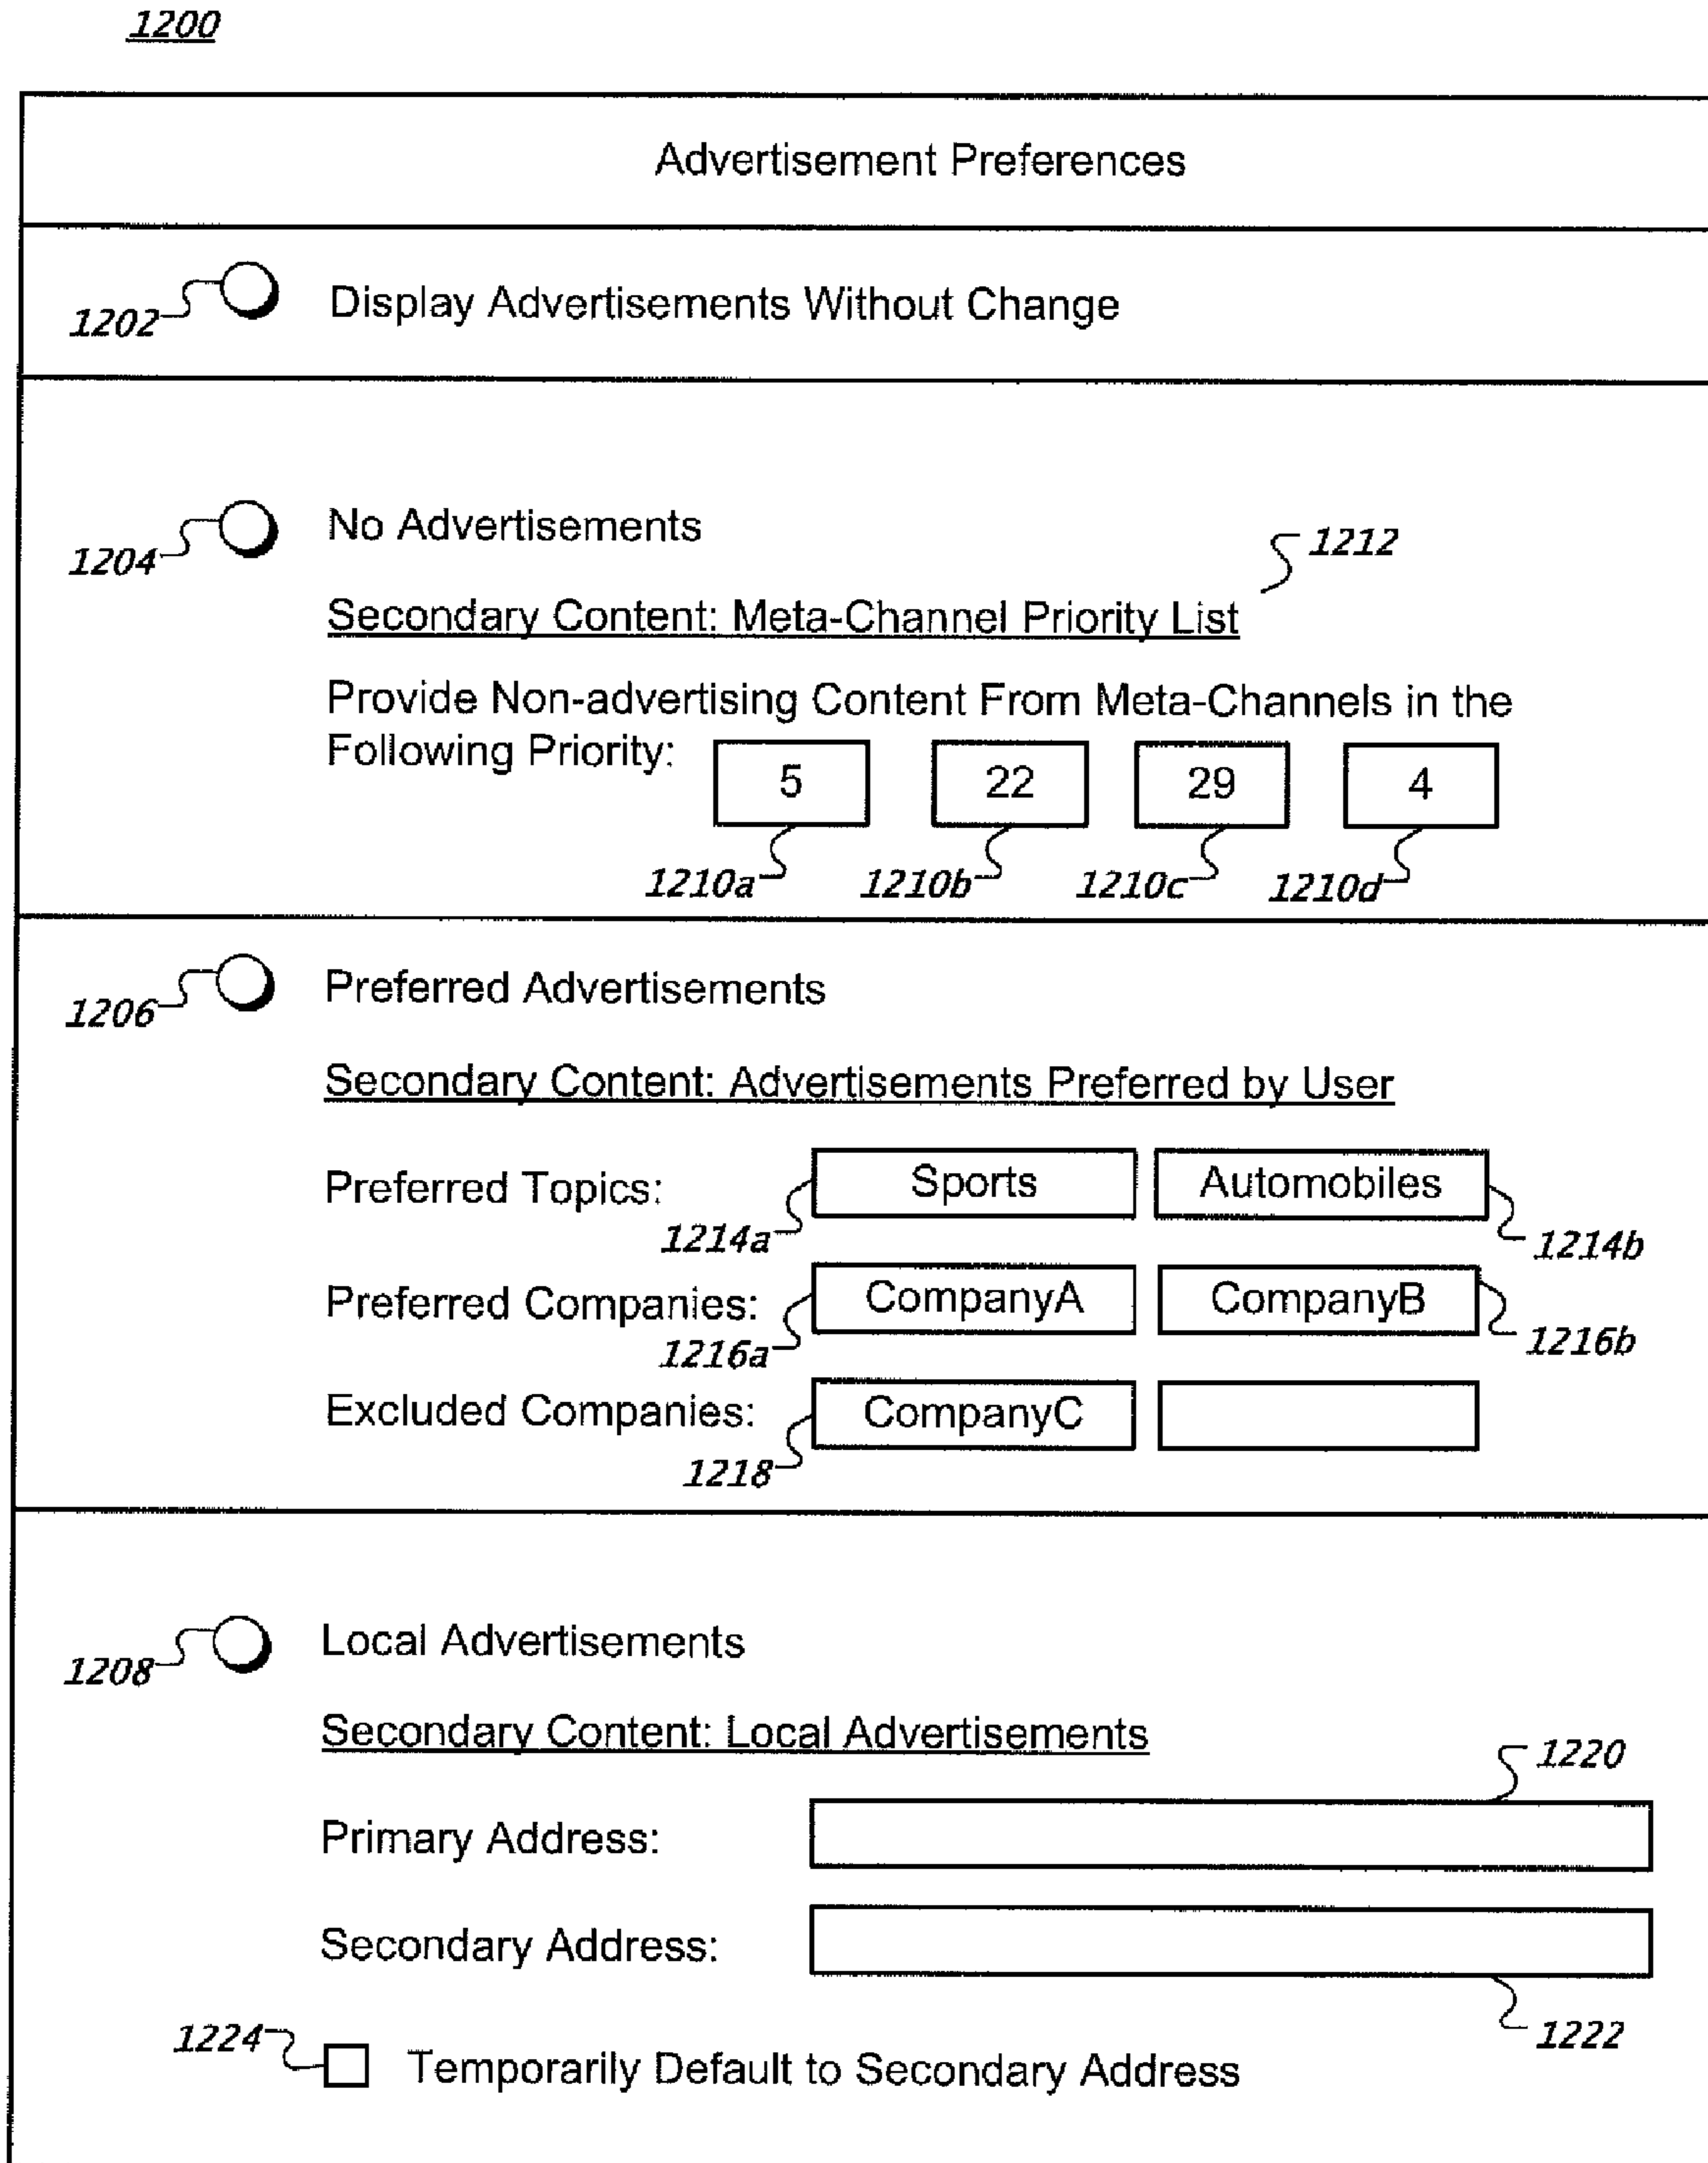 1200
Advertisement Preferences
1202
Display Advertisements Without Change
1204
No Advertisements
1212
Secondary Content: Meta-Channel Priority List
Provide Non-advertising Content From Meta-Channels in the
Following Priority: 5 22 29 4
1210a 1210b 1210c 1210d
1206
Preferred Advertisements
Secondary Content: Advertisements Preferred by User
Preferred Topics: Sports Automobiles
1214a 1214b
Preferred Companies: CompanyA CompanyB
1216a 1216b
Excluded Companies: CompanyC
1218
1208
Local Advertisements
Secondary Content: Local Advertisements
1220
Primary Address:
Secondary Address:
1222
1224
Temporarily Default to Secondary Address